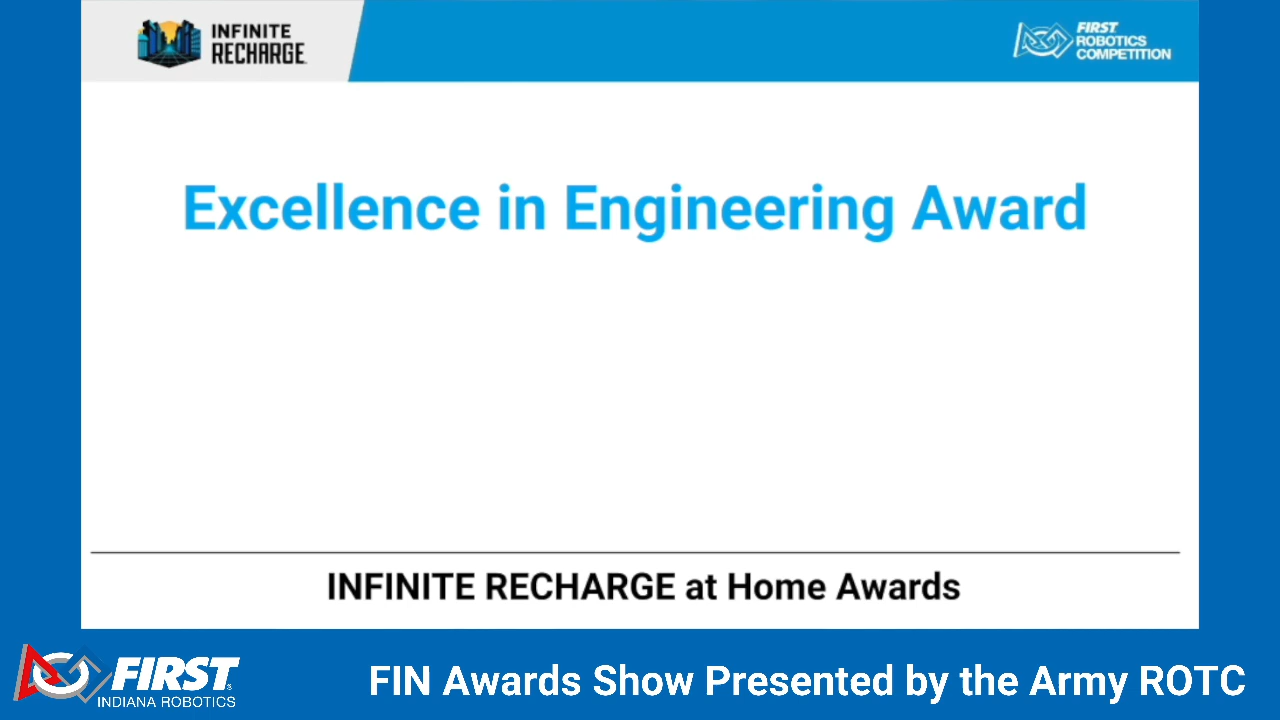 INFINITE
RECHARGE
FIRST
ROBOTICS
COMPETITION
Excellence in Engineering Award
INFINITE RECHARGE at Home Awards
FIRST
INDIANA ROBOTICS
FIN Awards Show Presented by the Army ROTC